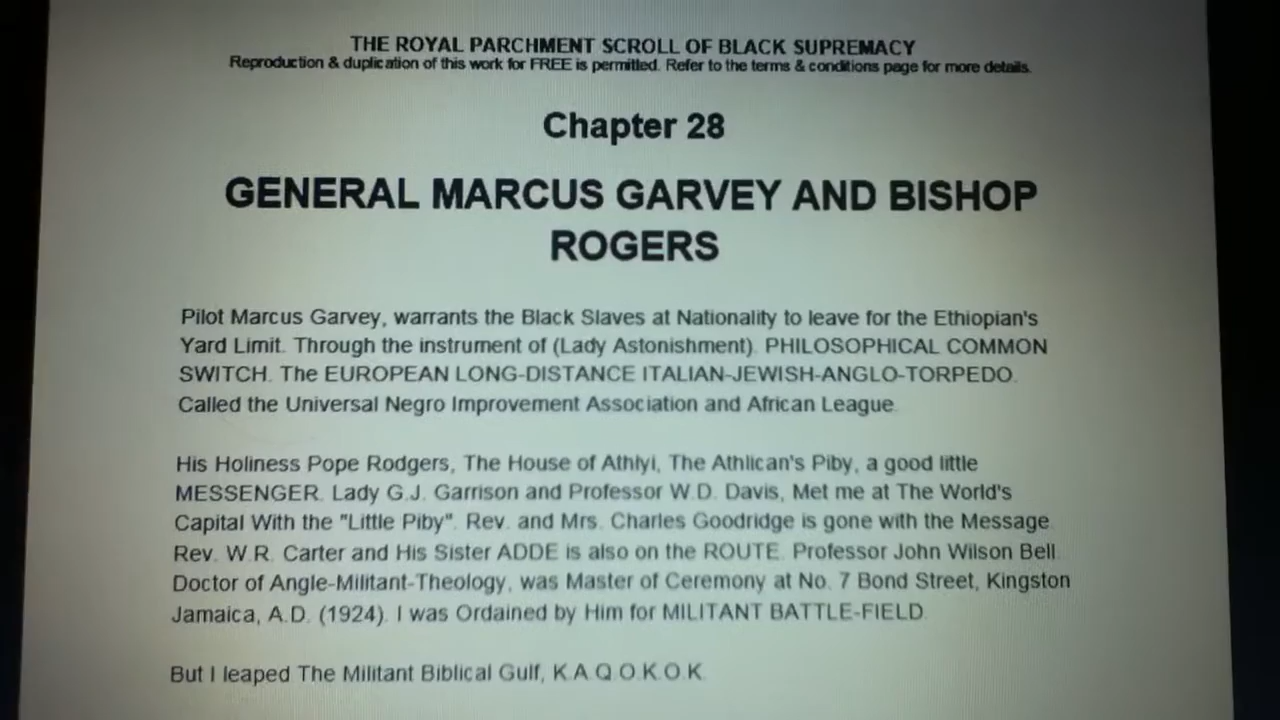 THE ROYAL PARCHMENT SCROLL OF BLACK SUPREMACY
Reproduction & duplication of this work for FREE is permitted. Refer to the terms & conditions page for more details.
Chapter 28
GENERAL MARCUS GARVEY AND BISHOP
ROGERS
Pilot Marcus Garvey, warrants the Black Slaves at Nationality to leave for the Ethiopian's
Yard Limit. Through the instrument of (Lady Astonishment). PHILOSOPHICAL COMMON
SWITCH. The EUROPEAN LONG-DISTANCE ITALIAN-JEWISH-ANGLO-TORPEDO.
Called the Universal Negro Improvement Association and African League.
His Holiness Pope Rodgers, The House of Athlyi, The Athlican's Piby, a good little
MESSENGER. Lady G.J. Garrison and Professor W.D. Davis, Met me at The World's
Capital With the "Little Piby". Rev. and Mrs. Charles Goodridge is gone with the Message.
Rev. W.R. Carter and His Sister ADDE is also on the ROUTE. Professor John Wilson Bell.
Doctor of Angle-Militant-Theology, was Master of Ceremony at No. 7 Bond Street, Kingston
Jamaica, A.D. (1924). I was Ordained by Him for MILITANT BATTLE-FIELD.
But I leaped The Militant Biblical Gulf, K.A.Q.O.K.O.K.